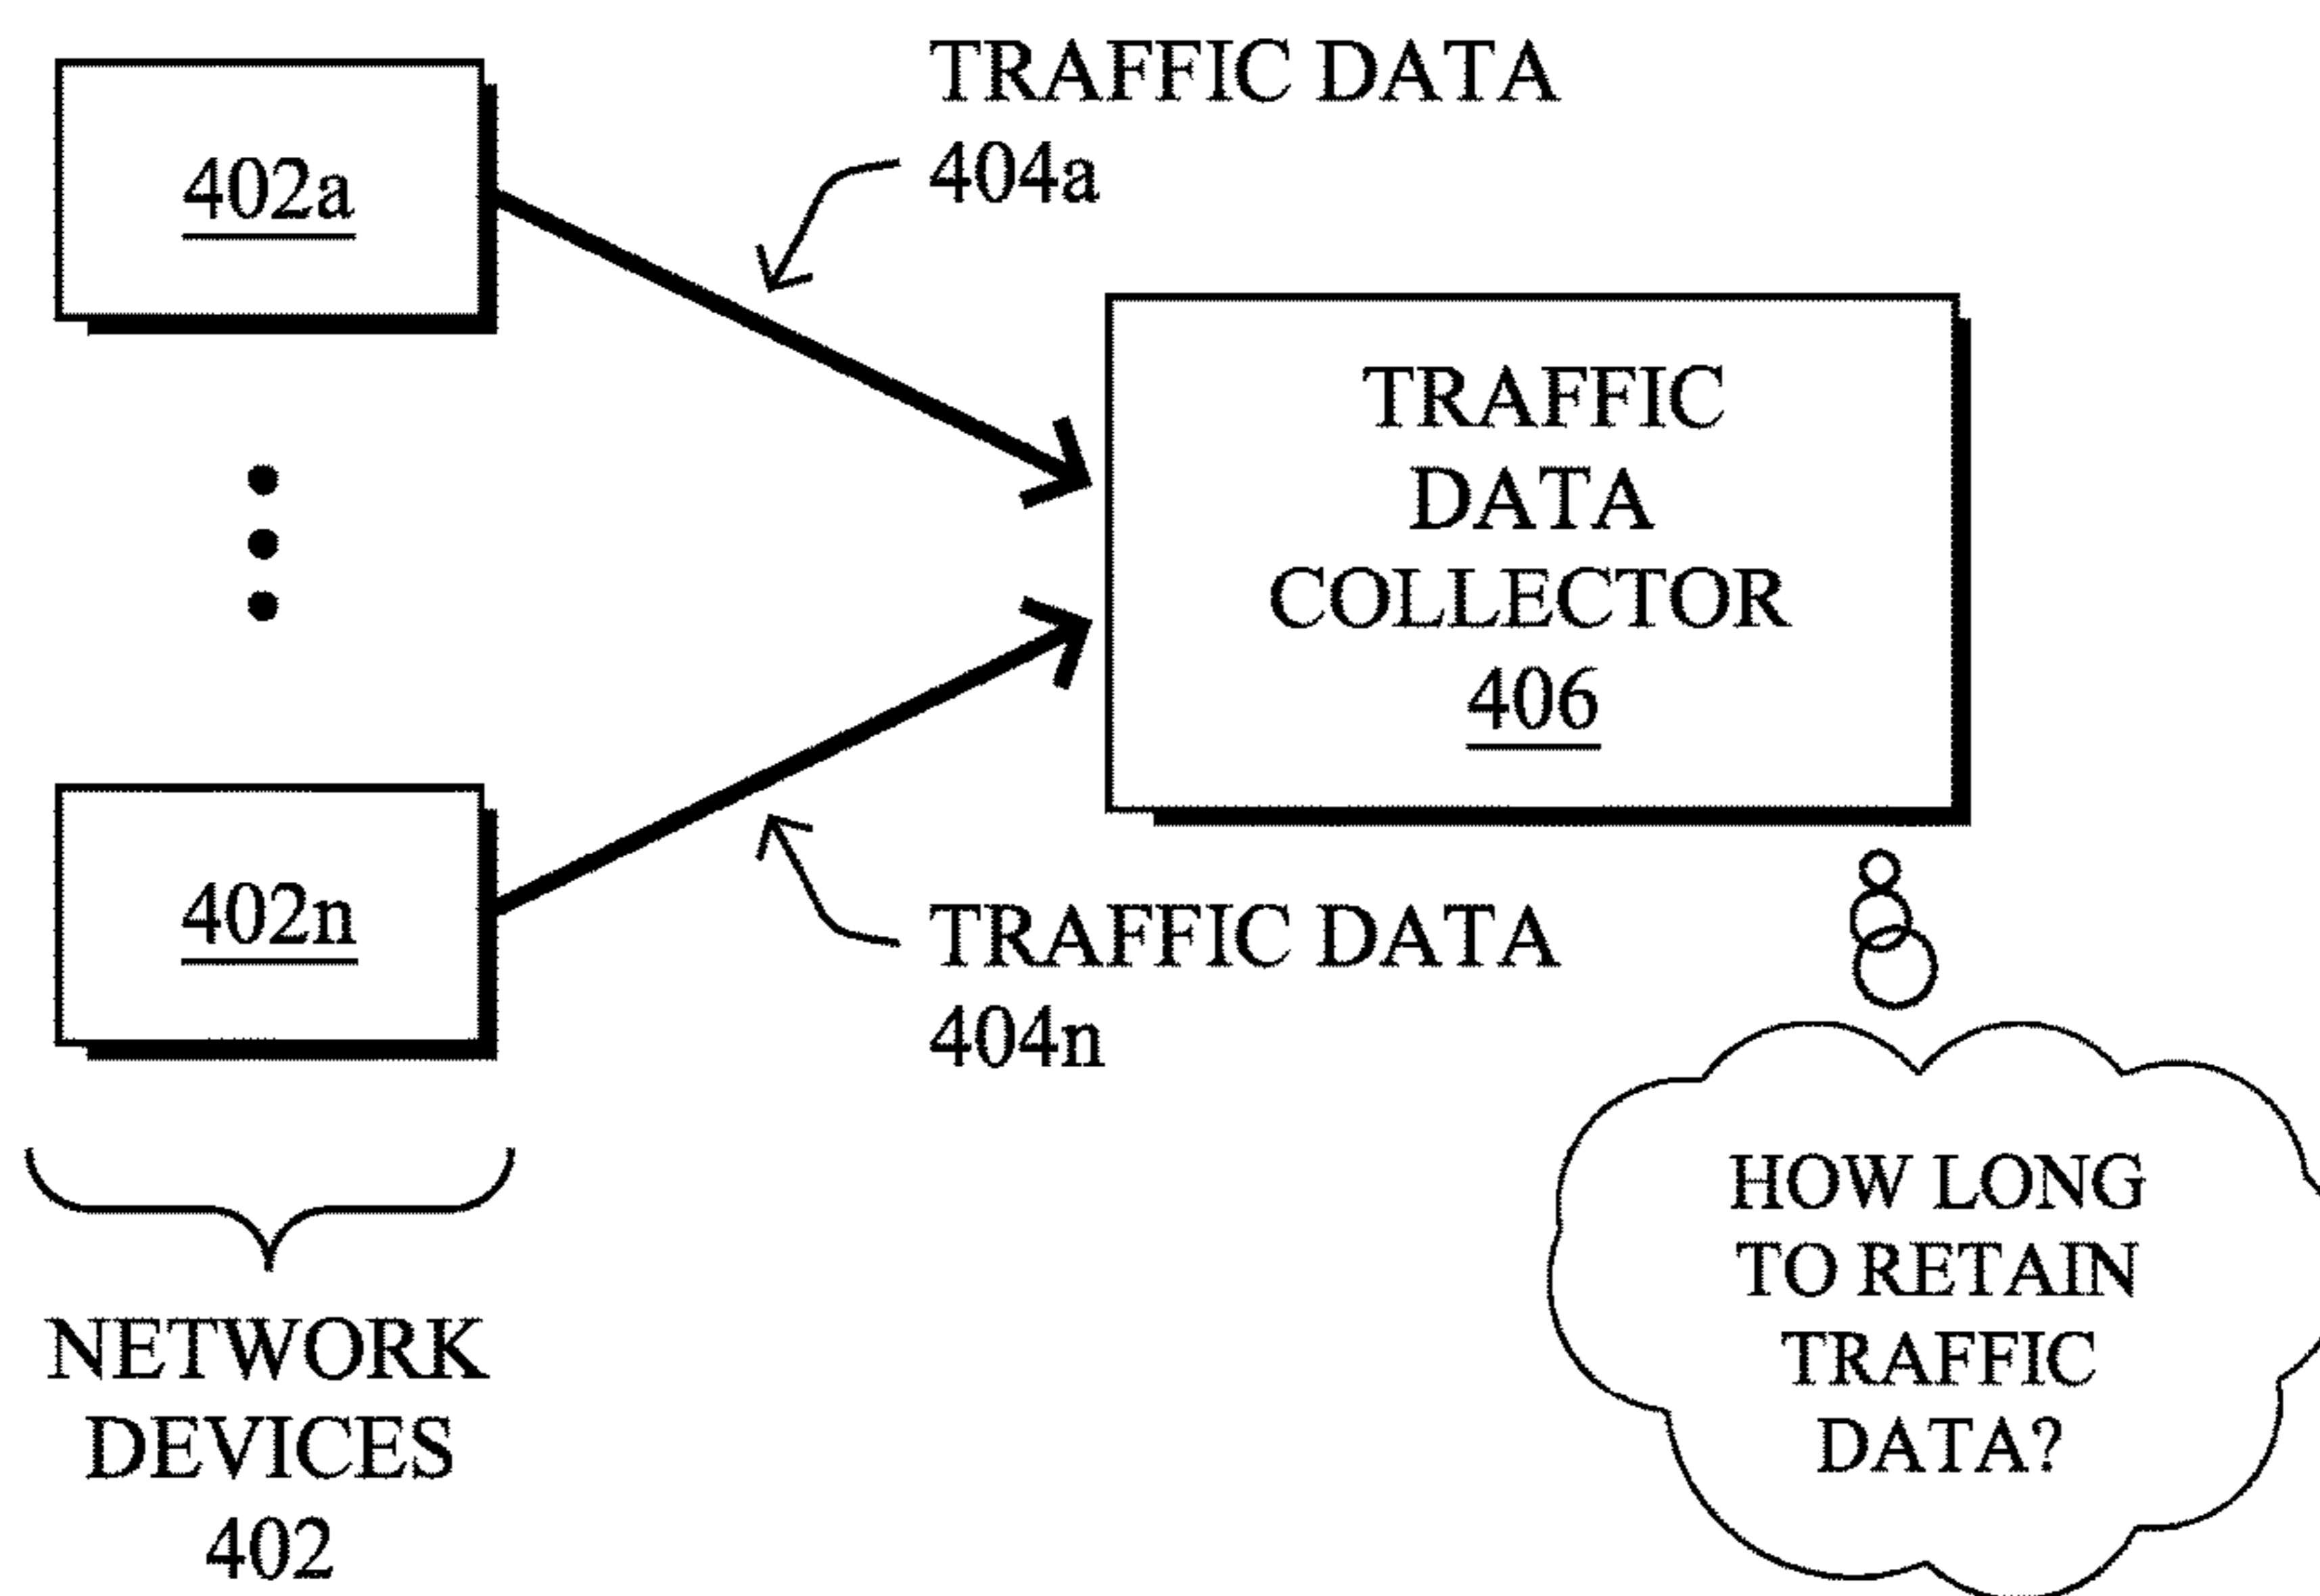 402a
TRAFFIC DATA
404a
TRAFFIC
DATA
COLLECTOR
406
402n
TRAFFIC DATA
404n
NETWORK
DEVICES
402
HOW LONG
TO RETAIN
TRAFFIC
DATA?